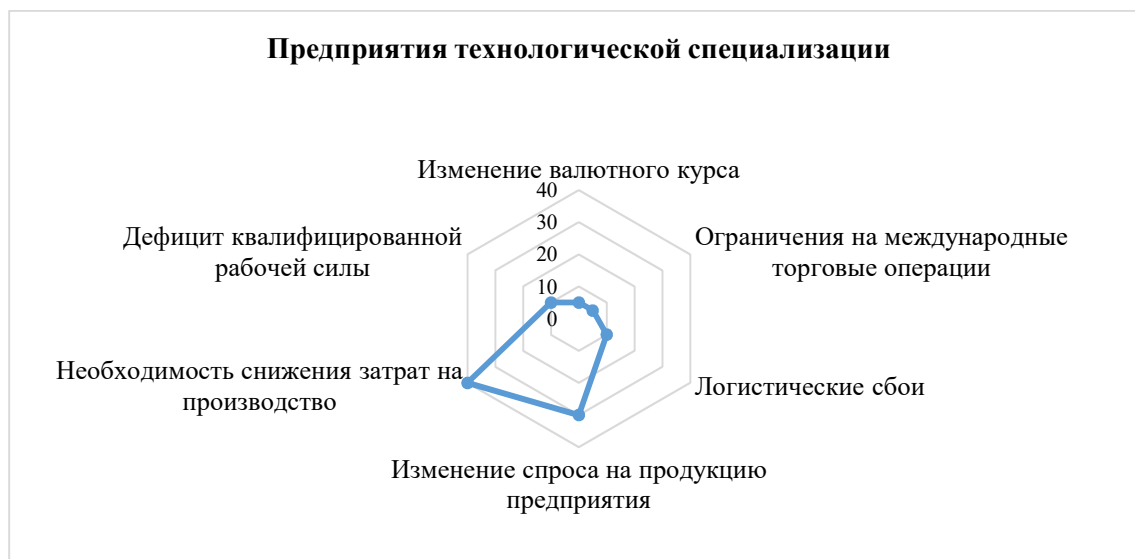 Предприятия технологической специализации
Изменение валютного курса
40
30
20
10
0
Ограничения на международные
торговые операции
Логистические сбои
Изменение спроса на продукцию
предприятия
Необходимость снижения затрат на
производство
Дефицит квалифицированной
рабочей силы